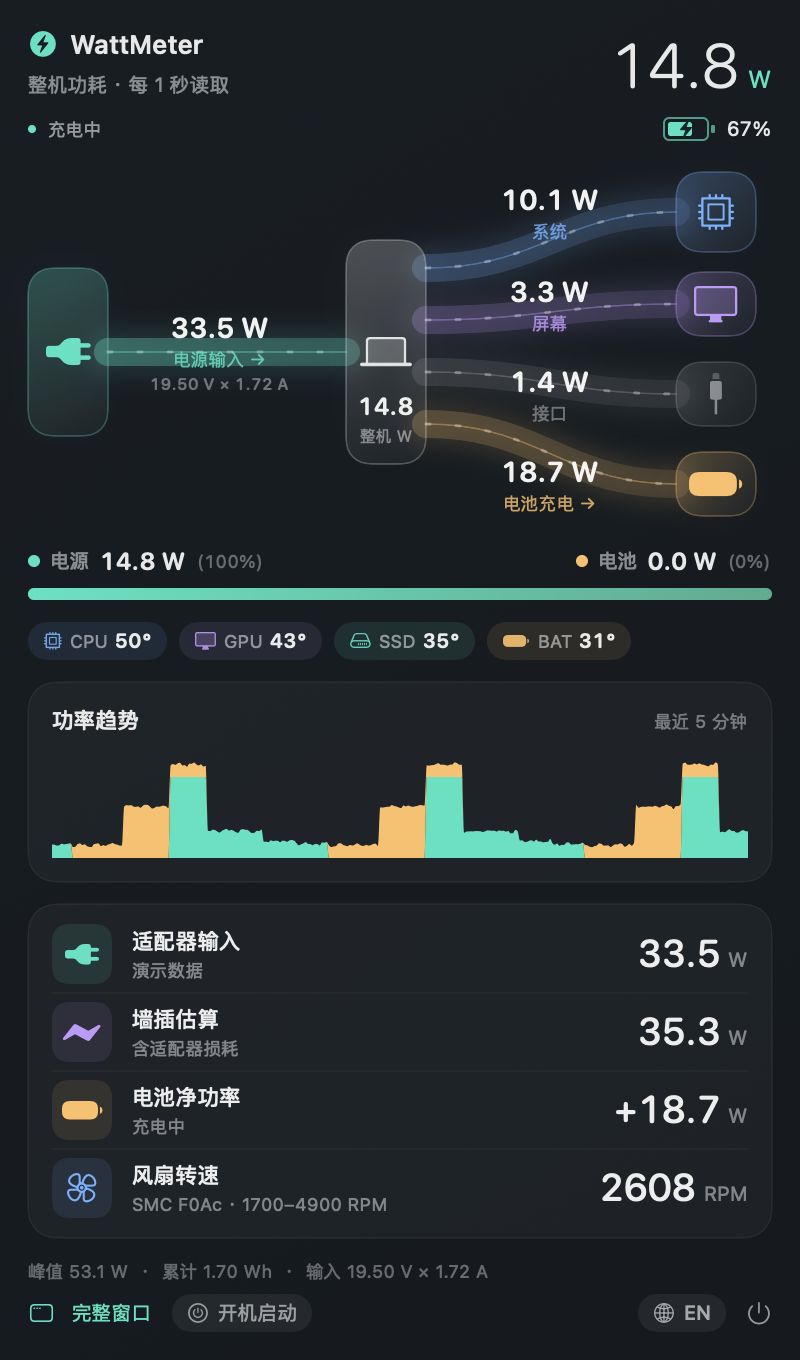 WattMeter
14.8 W
整机功耗 · 每 1 秒读取
充电中
67%
10.1 W
系统
3.3 W
屏幕
33.5 W
电源输入 →
19.50 V × 1.72 A
14.8
整机 W
1.4 W
接口
18.7 W
电池充电 →
电源 14.8 W (100%)
电池 0.0 W (0%)
CPU 50°
GPU 43°
SSD 35°
BAT 31°
功率趋势
最近 5 分钟
适配器输入
演示数据
33.5 W
墙插估算
含适配器损耗
35.3 W
电池净功率
充电中
+18.7 W
风扇转速
SMC F0Ac · 1700–4900 RPM
2608 RPM
峰值 53.1 W · 累计 1.70 Wh · 输入 19.50 V × 1.72 A
完整窗口
开机启动
EN